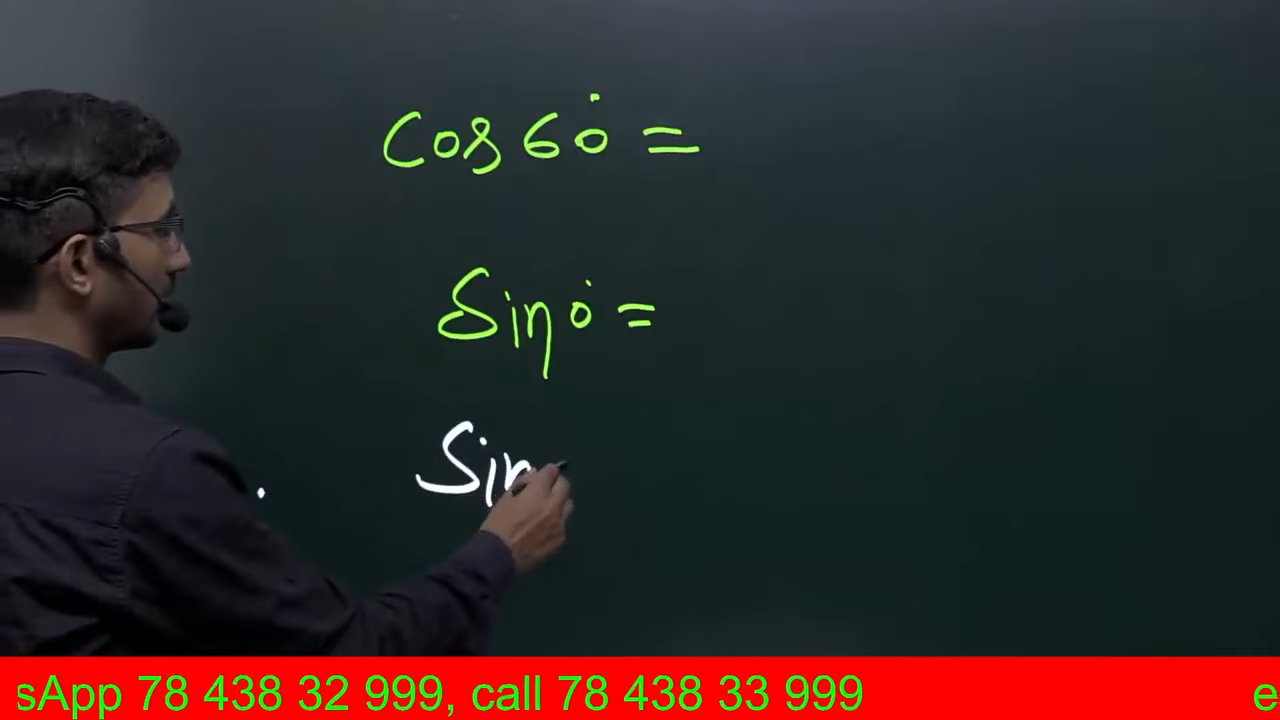 cos 60° =
sin 0° =
Sin
sApp 78 438 32 999, call 78 438 33 999 e